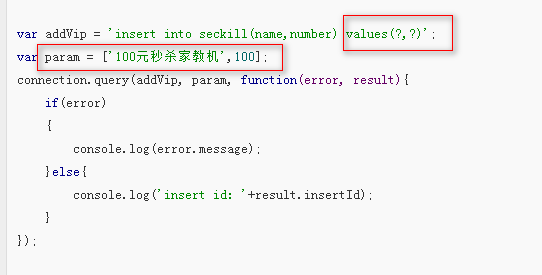 var addVip = 'insert into seckill(name,number) values(?,?)';
var param = ['100元秒杀家教机',100];
connection.query(addVip, param, function(error, result){
if(error)
{
console.log(error.message);
}else{
console.log('insert id: '+result.insertId);
}
});